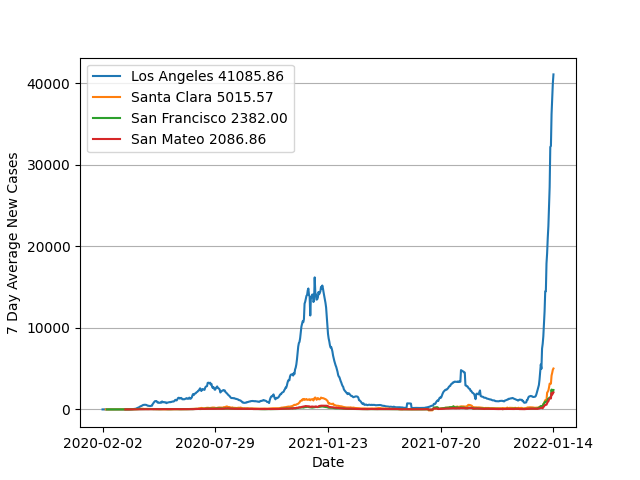 Los Angeles 41085.86
Santa Clara 5015.57
San Francisco 2382.00
San Mateo 2086.86
7 Day Average New Cases
40000
30000
20000
10000
0
2020-02-02 2020-07-29 2021-01-23 2021-07-20 2022-01-14
Date